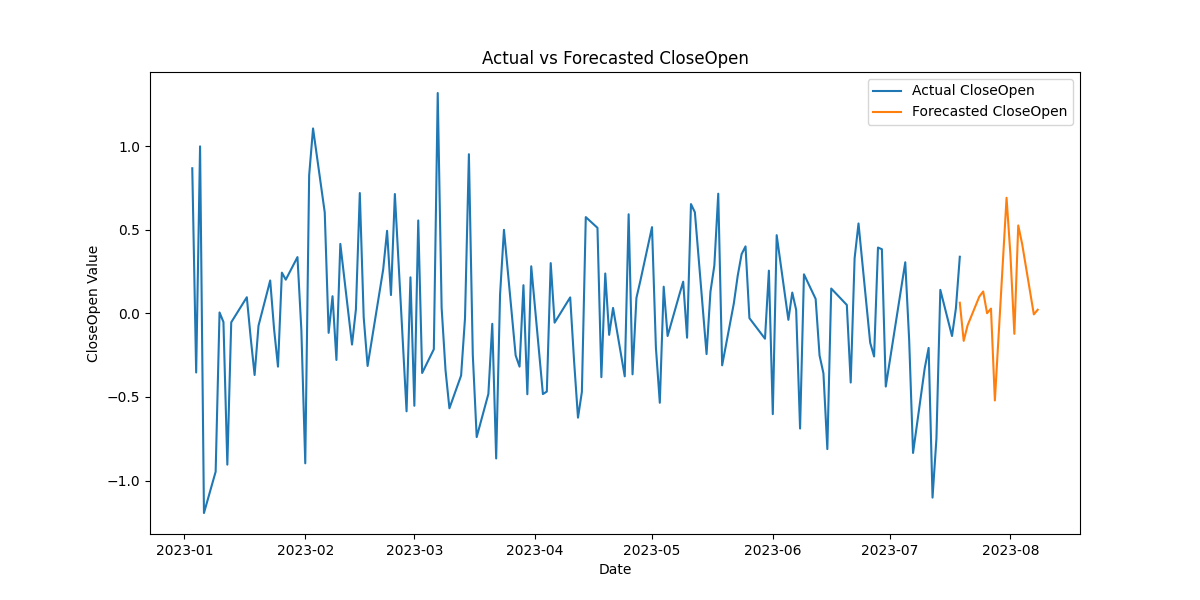 Actual vs Forecasted CloseOpen
Actual CloseOpen
Forecasted CloseOpen
CloseOpen Value
1.0
0.5
0.0
−0.5
−1.0
2023-01 2023-02 2023-03 2023-04 2023-05 2023-06 2023-07 2023-08
Date